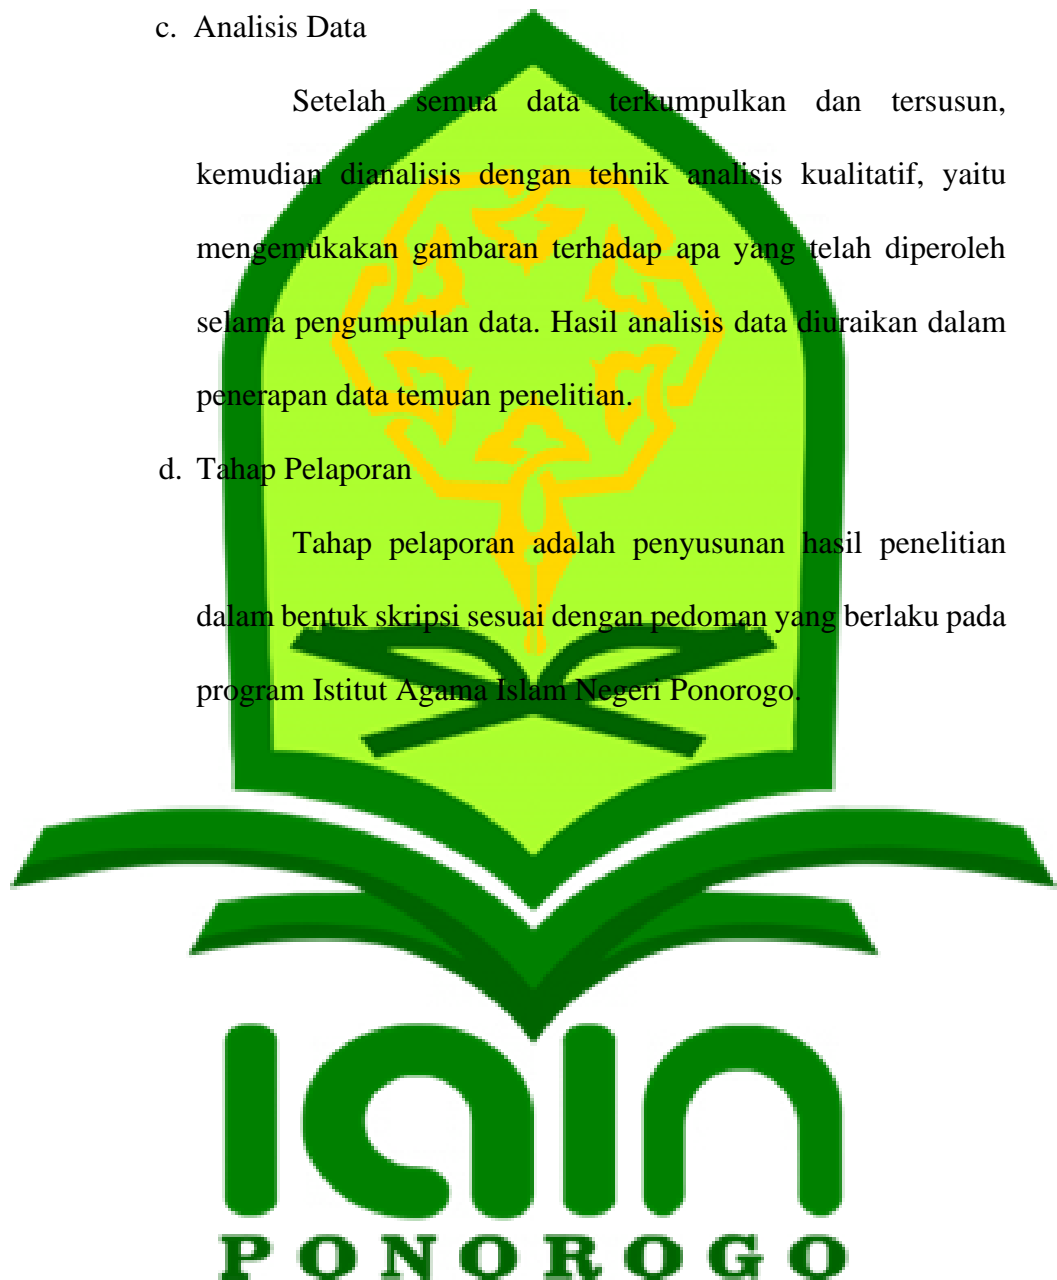 c. Analisis Data
Setelah semua data terkumpulkan dan tersusun,
kemudian dianalisis dengan tehnik analisis kualitatif, yaitu
mengemukakan gambaran terhadap apa yang telah diperoleh
selama pengumpulan data. Hasil analisis data diuraikan dalam
penerapan data temuan penelitian.
d. Tahap Pelaporan
Tahap pelaporan adalah penyusunan hasil penelitian
dalam bentuk skripsi sesuai dengan pedoman yang berlaku pada
program Istitut Agama Islam Negeri Ponorogo.
IAIN
PONOROGO